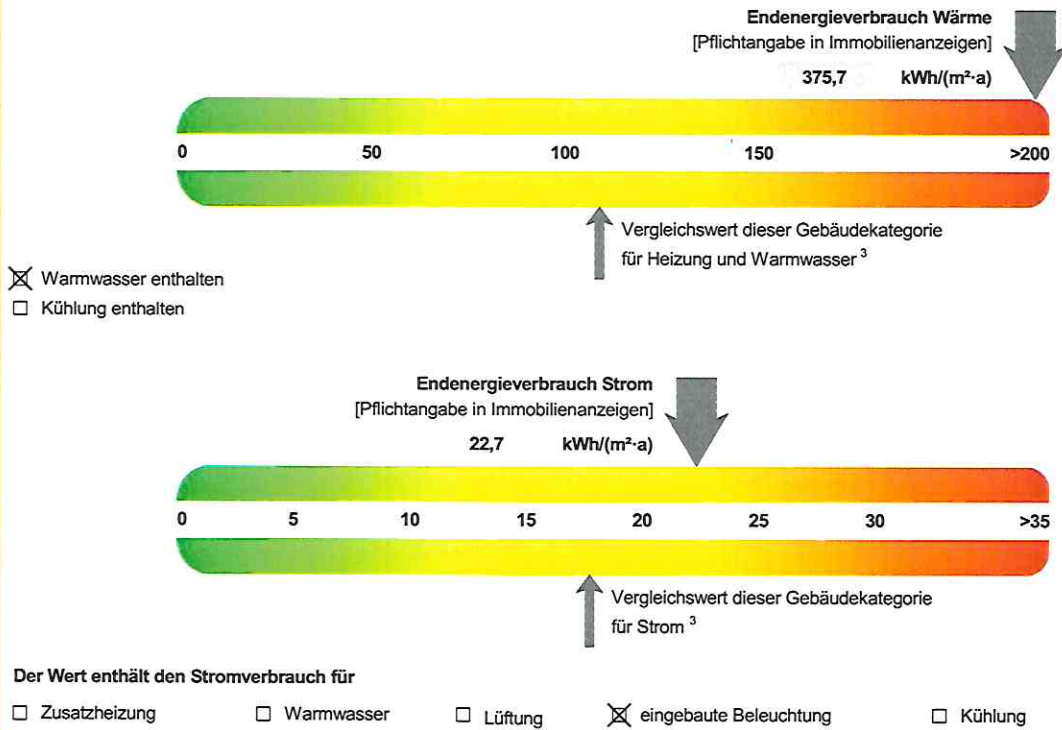 Endenergieverbrauch Wärme
[Pflichtangabe in Immobilienanzeigen]
375,7 kWh/(m²·a)
0 50 100 150 >200
Vergleichswert dieser Gebäudekategorie
für Heizung und Warmwasser ³
☒ Warmwasser enthalten
☐ Kühlung enthalten
Endenergieverbrauch Strom
[Pflichtangabe in Immobilienanzeigen]
22,7 kWh/(m²·a)
0 5 10 15 20 25 30 >35
Vergleichswert dieser Gebäudekategorie
für Strom ³
Der Wert enthält den Stromverbrauch für
☐ Zusatzheizung ☐ Warmwasser ☐ Lüftung ☒ eingebaute Beleuchtung ☐ Kühlung